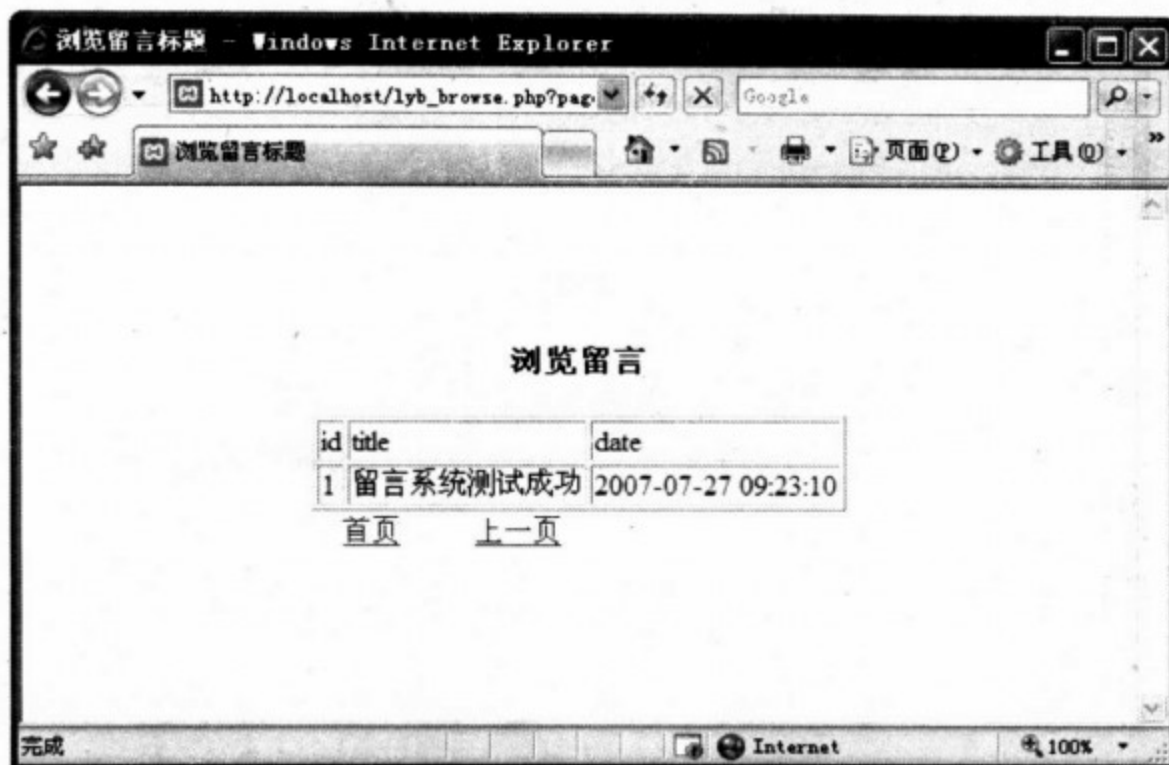 浏览留言标题 - Windows Internet Explorer
http://localhost/lyb_browse.php?pag
Google
浏览留言标题
页面(P)
工具(O)
»
浏览留言
id title date
1 留言系统测试成功 2007-07-27 09:23:10
首页 上一页
完成
Internet
100%